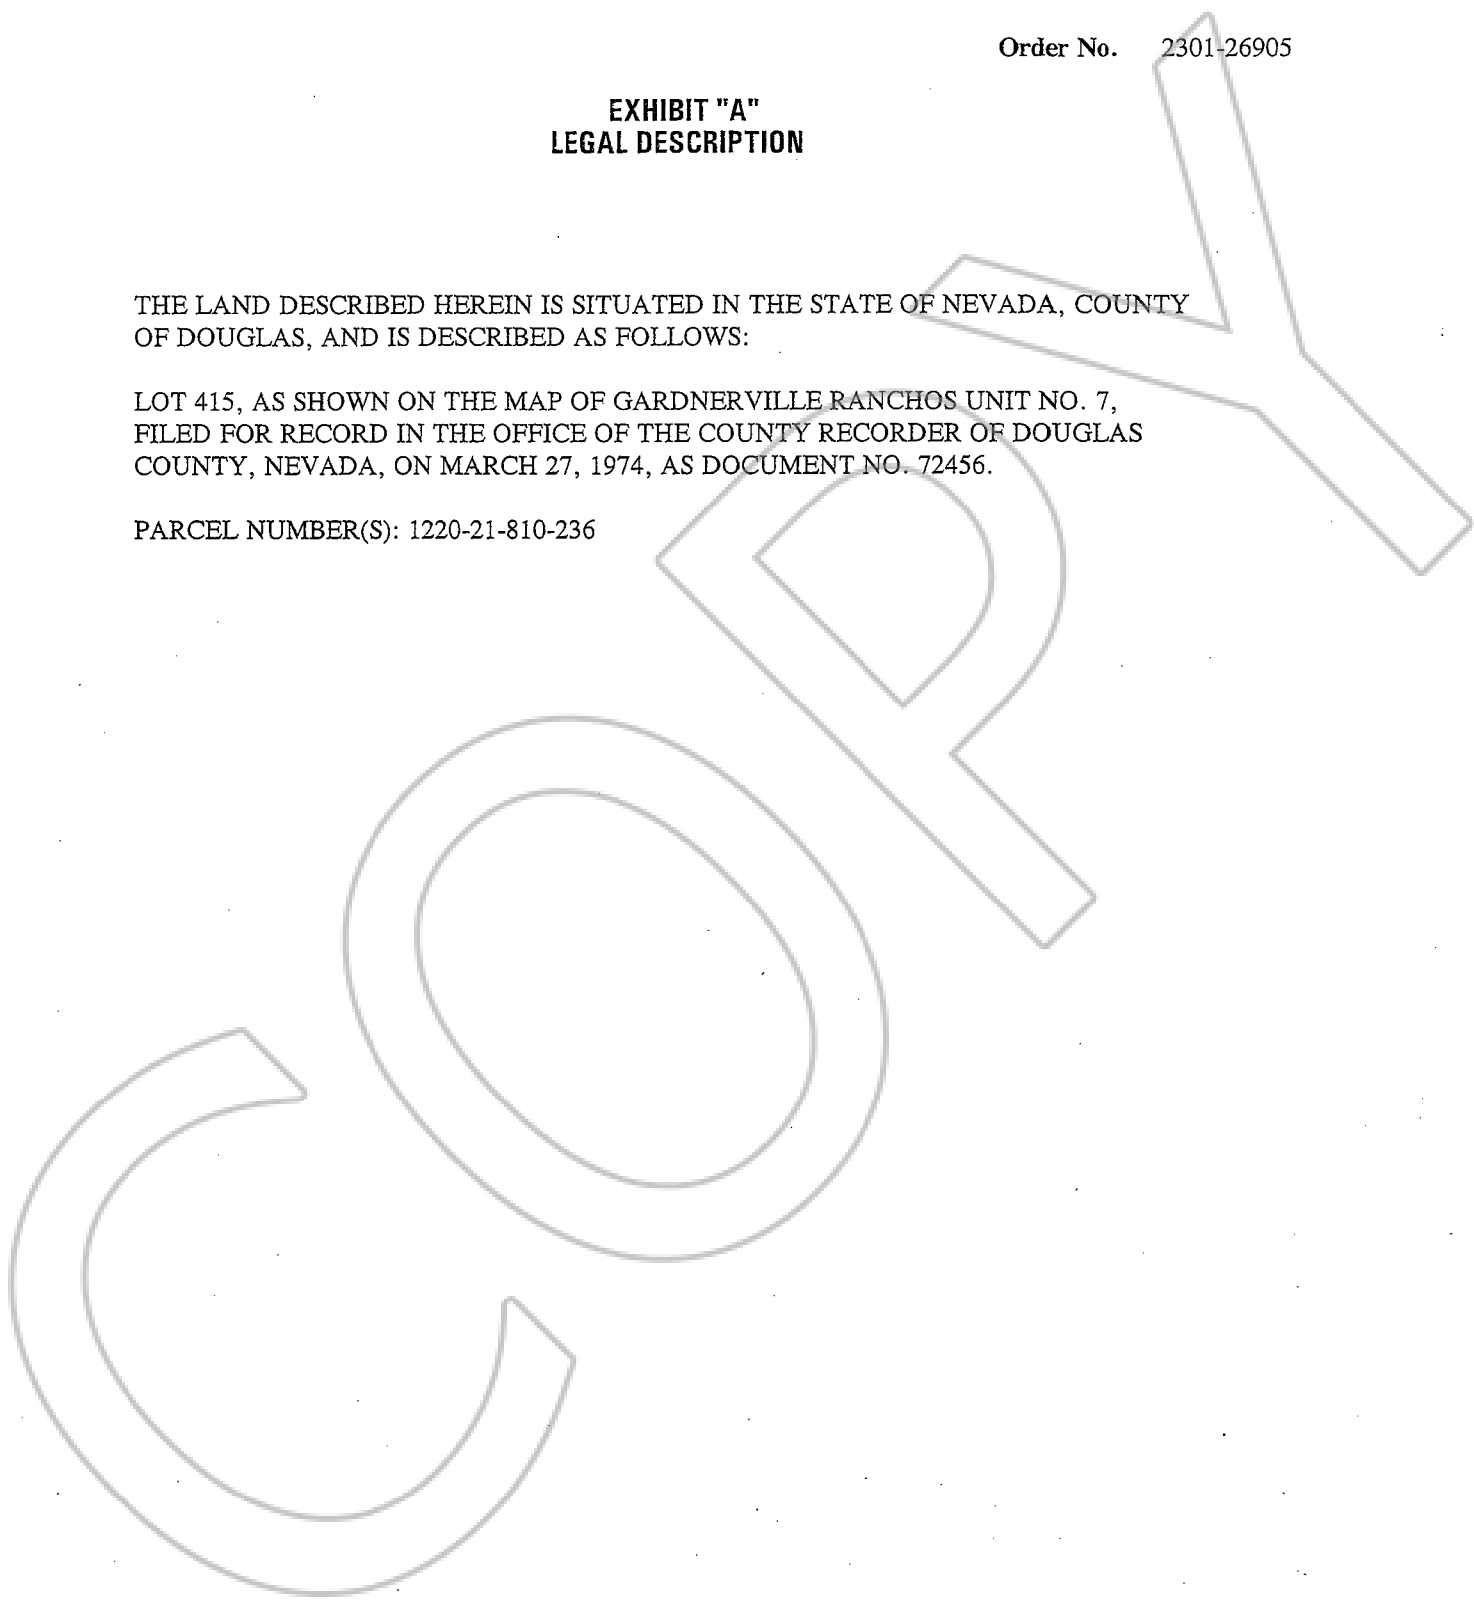 Order No. 2301-26905
EXHIBIT "A"
LEGAL DESCRIPTION
THE LAND DESCRIBED HEREIN IS SITUATED IN THE STATE OF NEVADA, COUNTY
OF DOUGLAS, AND IS DESCRIBED AS FOLLOWS:
LOT 415, AS SHOWN ON THE MAP OF GARDNERVILLE RANCHOS UNIT NO. 7,
FILED FOR RECORD IN THE OFFICE OF THE COUNTY RECORDER OF DOUGLAS
COUNTY, NEVADA, ON MARCH 27, 1974, AS DOCUMENT NO. 72456.
PARCEL NUMBER(S): 1220-21-810-236
COPY